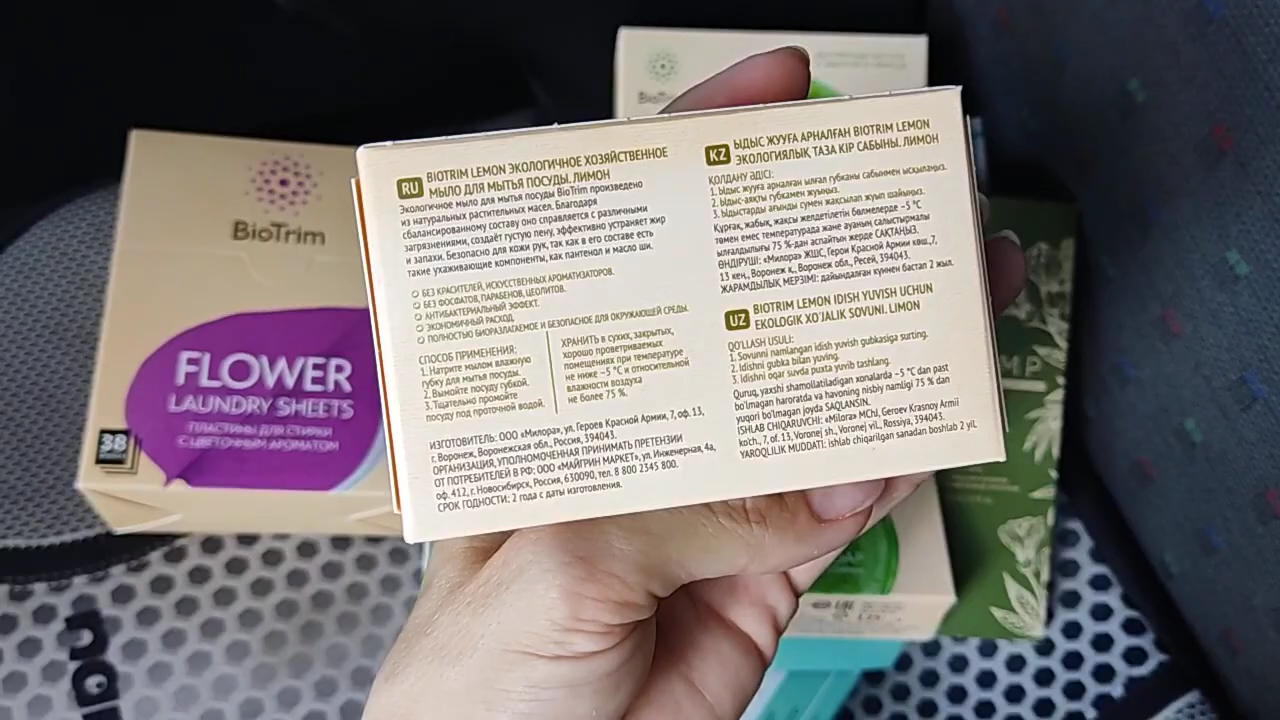 BioTrim
FLOWER
LAUNDRY SHEETS
ПЛАСТИНЫ ДЛЯ СТИРКИ
С ЦВЕТОЧНЫМ АРОМАТОМ
38
RU
BIOTRIM LEMON ЭКОЛОГИЧНОЕ ХОЗЯЙСТВЕННОЕ
МЫЛО ДЛЯ МЫТЬЯ ПОСУДЫ. ЛИМОН
Экологичное мыло для мытья посуды BioTrim произведено
из натуральных растительных масел. Благодаря
сбалансированному составу оно справляется с различными
загрязнениями, создаёт густую пену, эффективно устраняет жир
и запахи. Безопасно для кожи рук, так как в его составе есть
такие ухаживающие компоненты, как пантенол и масло ши.
БЕЗ КРАСИТЕЛЕЙ, ИСКУССТВЕННЫХ АРОМАТИЗАТОРОВ.
БЕЗ ФОСФАТОВ, ПАРАБЕНОВ, ЦЕОЛИТОВ.
АНТИБАКТЕРИАЛЬНЫЙ ЭФФЕКТ.
ЭКОНОМИЧНЫЙ РАСХОД.
ПОЛНОСТЬЮ БИОРАЗЛАГАЕМОЕ И БЕЗОПАСНОЕ ДЛЯ ОКРУЖАЮЩЕЙ СРЕДЫ.
СПОСОБ ПРИМЕНЕНИЯ:
1. Натрите мылом влажную
губку для мытья посуды.
2. Вымойте посуду губкой.
3. Тщательно промойте
посуду под проточной водой.
ХРАНИТЬ в сухих, закрытых,
хорошо проветриваемых
помещениях при температуре
не ниже −5 °С и относительной
влажности воздуха
не более 75 %.
ИЗГОТОВИТЕЛЬ: ООО «Милора», ул. Героев Красной Армии, 7, оф. 13,
г. Воронеж, Воронежская обл., Россия, 394043.
ОРГАНИЗАЦИЯ, УПОЛНОМОЧЕННАЯ ПРИНИМАТЬ ПРЕТЕНЗИИ
ОТ ПОТРЕБИТЕЛЕЙ В РФ: ООО «МАЙГРИН МАРКЕТ», ул. Инженерная, 4а,
оф. 412, г. Новосибирск, Россия, 630090, тел. 8 800 2345 800.
СРОК ГОДНОСТИ: 2 года с даты изготовления.
KZ
ЫДЫС ЖУУҒА АРНАЛҒАН BIOTRIM LEMON
ЭКОЛОГИЯЛЫҚ ТАЗА КІР САБЫНЫ. ЛИМОН
ҚОЛДАНУ ӘДІСІ:
1. Ыдыс жууға арналған ылғал губканы сабынмен ысқылаңыз.
2. Ыдыс-аяқты губкамен жуыңыз.
3. Ыдыстарды ағынды сумен жақсылап жуып шайыңыз.
Құрғақ, жабық, жақсы желдетілетін бөлмелерде −5 °С
төмен емес температурада және ауаның салыстырмалы
ылғалдылығы 75 %-дан аспайтын жерде САҚТАҢЫЗ.
ӨНДІРУШІ: «Милора» ЖШС, Герои Красной Армии көш.,7,
13 кең., Воронеж қ., Воронеж обл., Ресей, 394043.
ЖАРАМДЫЛЫҚ МЕРЗІМІ: дайындалған күннен бастап 2 жыл.
UZ
BIOTRIM LEMON IDISH YUVISH UCHUN
EKOLOGIK XO'JALIK SOVUNI. LIMON
QO'LLASH USULI:
1. Sovunni namlangan idish yuvish gubkasiga surting.
2. Idishni gubka bilan yuving.
3. Idishni oqar suvda puxta yuvib tashlang.
Quruq, yaxshi shamollatiladigan xonalarda −5 °C dan past
bo'lmagan haroratda va havoning nisbiy namligi 75 % dan
yuqori bo'lmagan joyda SAQLANSIN.
ISHLAB CHIQARUVCHI: «Milora» MChJ, Geroev Krasnoy Armii
ko'ch., 7, of. 13, Voronej sh., Voronej vil., Rossiya, 394043.
YAROQLILIK MUDDATI: ishlab chiqarilgan sanadan boshlab 2 yil.